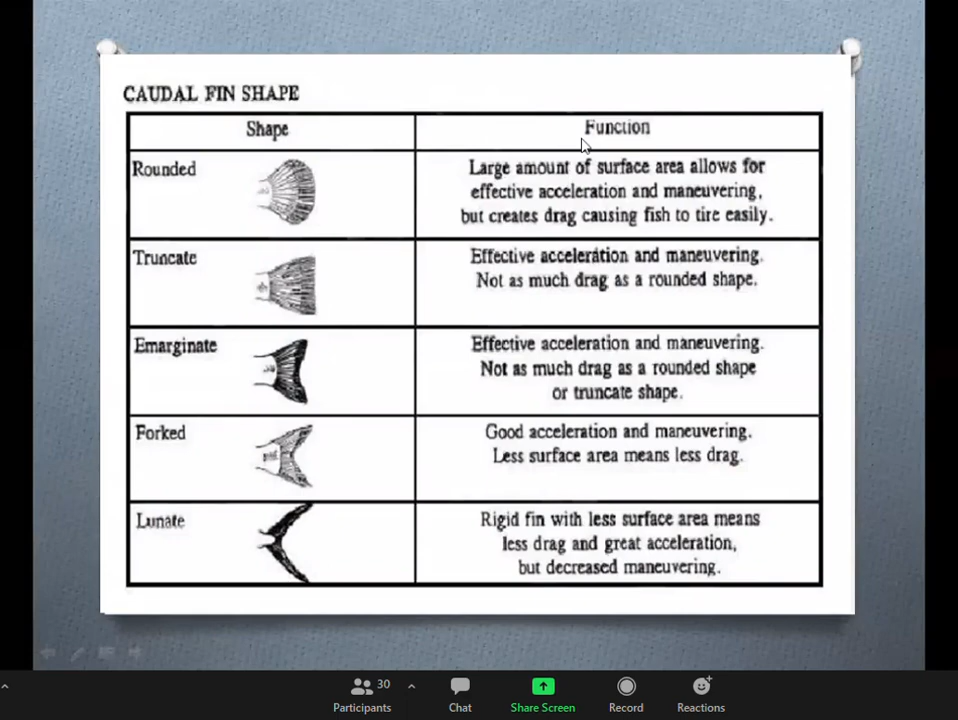 CAUDAL FIN SHAPE
Shape
Function
Rounded
Large amount of surface area allows for
effective acceleration and maneuvering,
but creates drag causing fish to tire easily.
Truncate
Effective acceleration and maneuvering.
Not as much drag as a rounded shape.
Emarginate
Effective acceleration and maneuvering.
Not as much drag as a rounded shape
or truncate shape.
Forked
Good acceleration and maneuvering.
Less surface area means less drag.
Lunate
Rigid fin with less surface area means
less drag and great acceleration,
but decreased maneuvering.
30
Participants
Chat
Share Screen
Record
Reactions